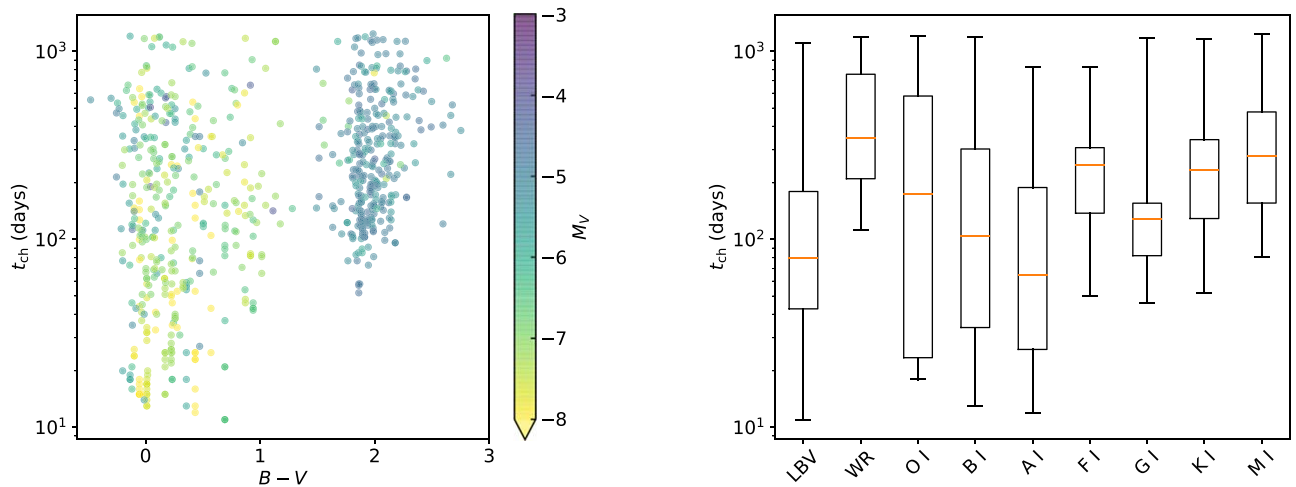 10³
10²
10¹
t_ch (days)
0
1
2
3
B − V
−3
−4
−5
−6
−7
−8
M_V
10³
10²
10¹
t_ch (days)
LBV
WR
O I
B I
A I
F I
G I
K I
M I